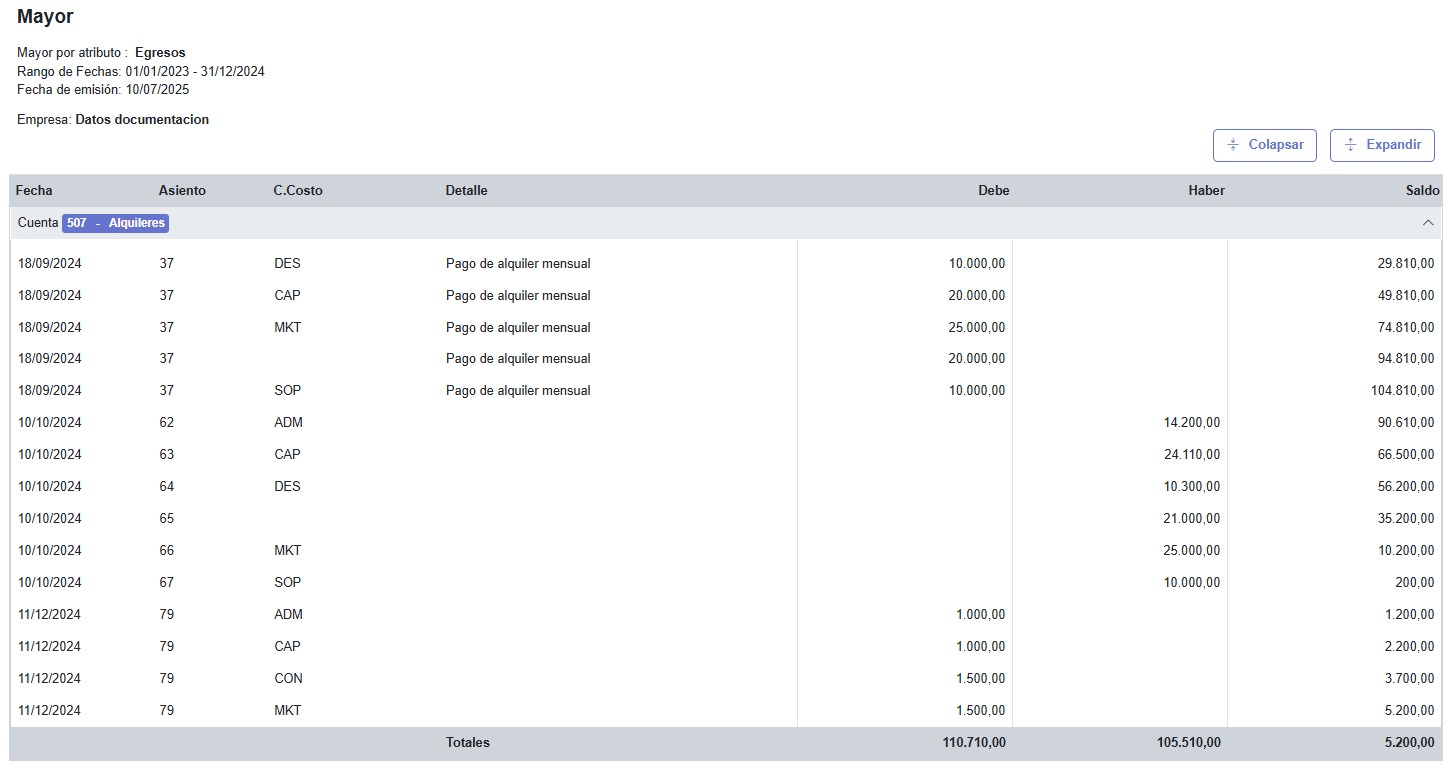 Mayor
Mayor por atributo : Egresos
Rango de Fechas: 01/01/2023 - 31/12/2024
Fecha de emisión: 10/07/2025
Empresa: Datos documentacion
Colapsar Expandir
Fecha Asiento C.Costo Detalle Debe Haber Saldo
Cuenta 507 - Alquileres
18/09/2024 37 DES Pago de alquiler mensual 10.000,00 29.810,00
18/09/2024 37 CAP Pago de alquiler mensual 20.000,00 49.810,00
18/09/2024 37 MKT Pago de alquiler mensual 25.000,00 74.810,00
18/09/2024 37 Pago de alquiler mensual 20.000,00 94.810,00
18/09/2024 37 SOP Pago de alquiler mensual 10.000,00 104.810,00
10/10/2024 62 ADM 14.200,00 90.610,00
10/10/2024 63 CAP 24.110,00 66.500,00
10/10/2024 64 DES 10.300,00 56.200,00
10/10/2024 65 21.000,00 35.200,00
10/10/2024 66 MKT 25.000,00 10.200,00
10/10/2024 67 SOP 10.000,00 200,00
11/12/2024 79 ADM 1.000,00 1.200,00
11/12/2024 79 CAP 1.000,00 2.200,00
11/12/2024 79 CON 1.500,00 3.700,00
11/12/2024 79 MKT 1.500,00 5.200,00
Totales 110.710,00 105.510,00 5.200,00